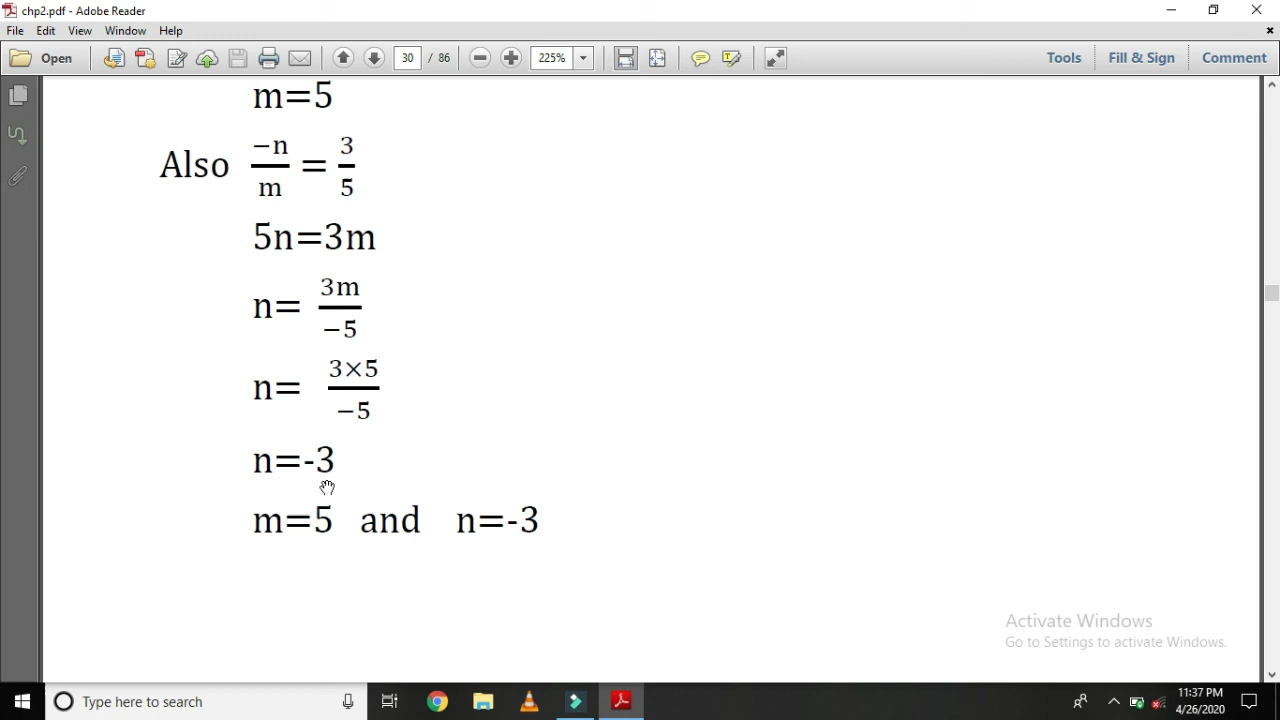 chp2.pdf - Adobe Reader
File Edit View Window Help
Open 30 / 86 225% Tools Fill & Sign Comment
m=5
Also −n/m = 3/5
5n=3m
n= 3m/−5
n= 3×5/−5
n=-3
m=5 and n=-3
Activate Windows
Go to Settings to activate Windows.
Type here to search
11:37 PM
4/26/2020